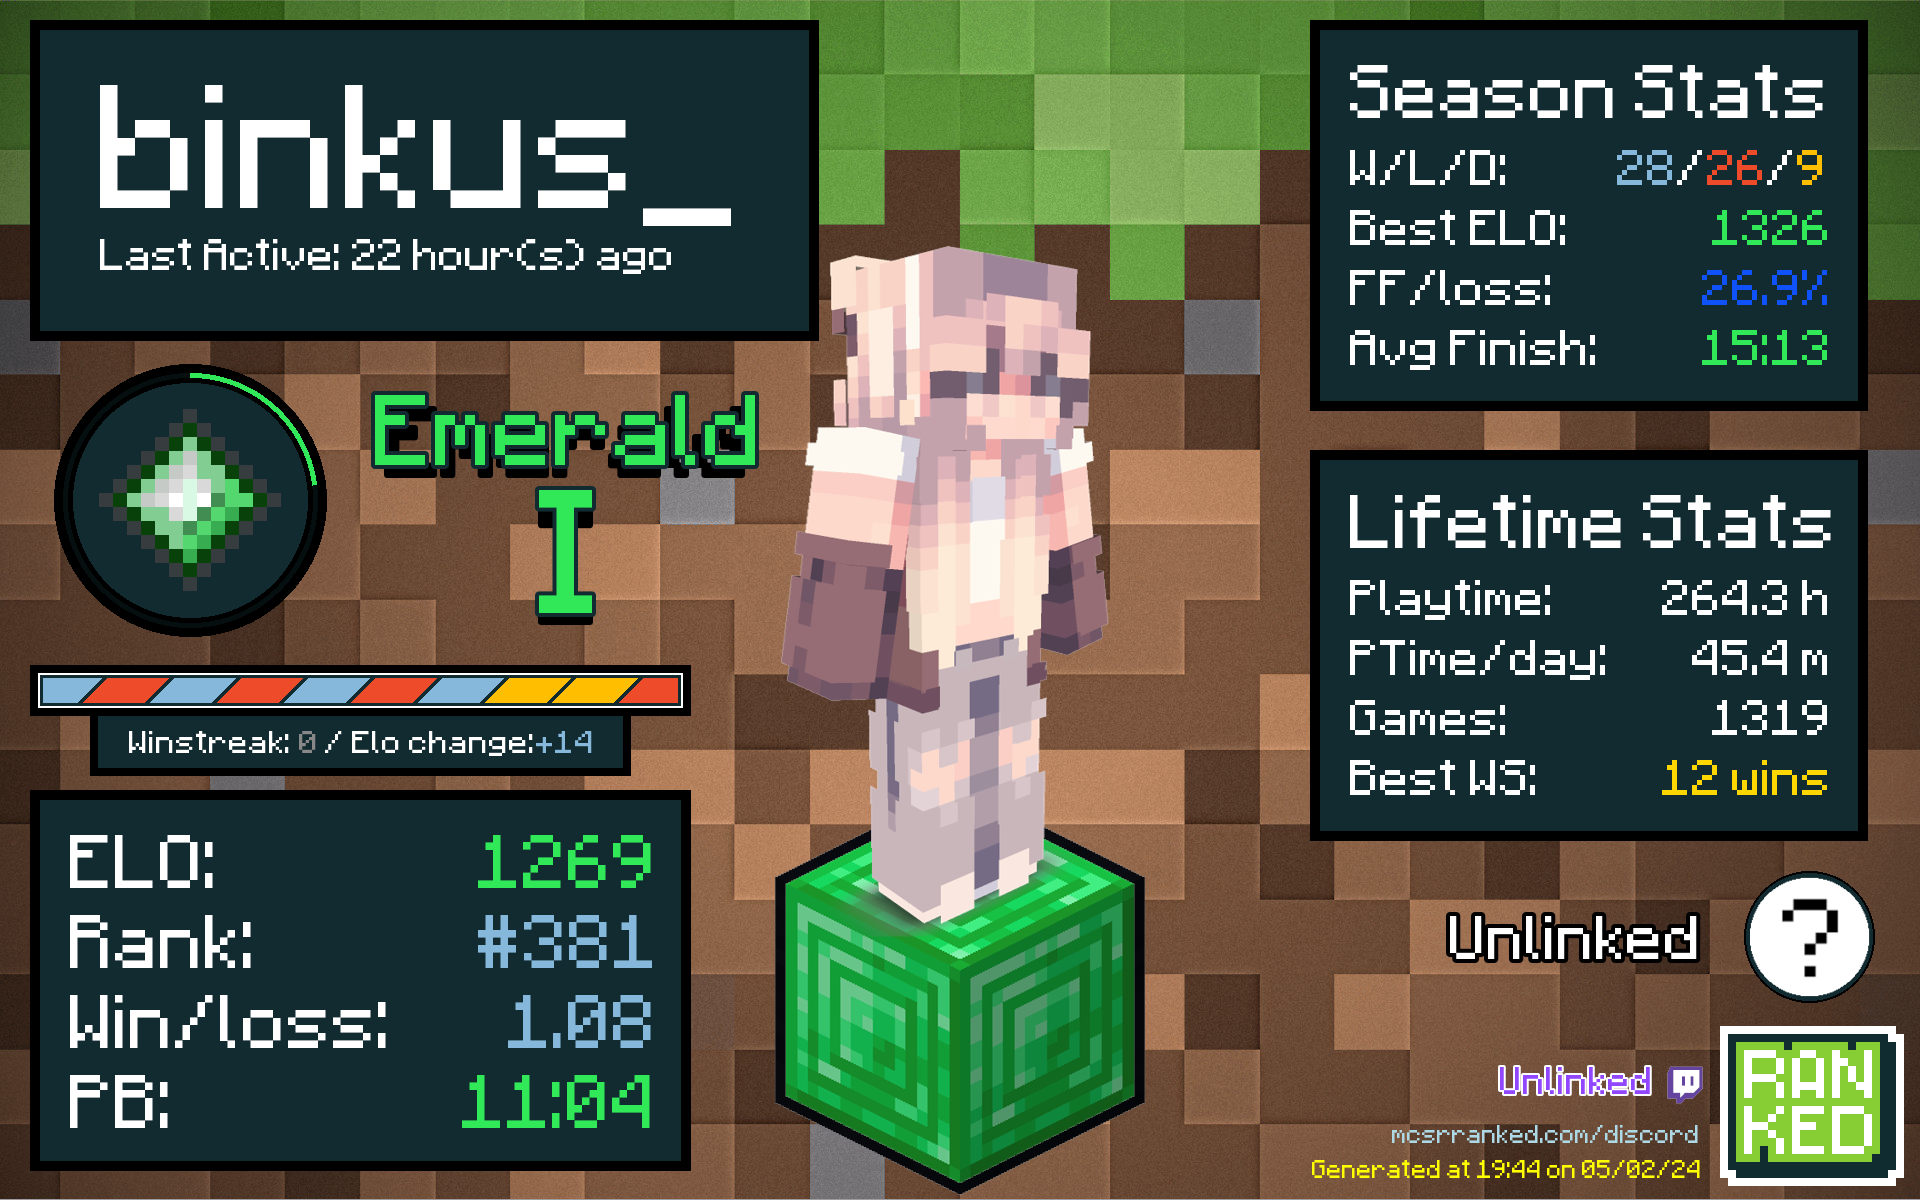 binkus_
Last Active: 22 hour(s) ago
Emerald
I
Winstreak: 0 / Elo change:+14
ELO: 1269
Rank: #381
Win/loss: 1.08
PB: 11:04
Season Stats
W/L/D: 28/26/9
Best ELO: 1326
FF/loss: 26.9%
Avg Finish: 15:13
Lifetime Stats
Playtime: 264.3 h
PTime/day: 45.4 m
Games: 1319
Best WS: 12 wins
Unlinked ?
Unlinked
mcsrranked.com/discord
Generated at 19:44 on 05/02/24
RAN
KED